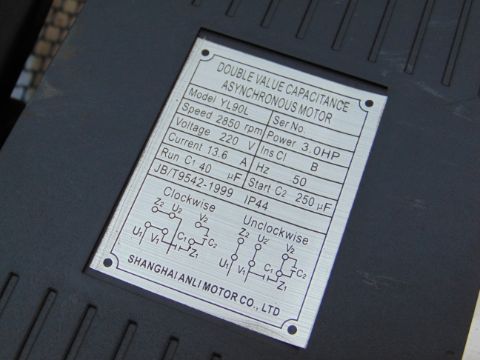 DOUBLE VALUE CAPACITANCE
ASYNCHRONOUS MOTOR
Model YL90L Ser No.
Speed 2850 rpm Power 3.0HP
Voltage 220 V Ins Cl B
Current 13.6 A Hz 50
Run C1 40 μF Start C2 250 μF
JB/T9542-1999 IP44
Clockwise Unclockwise
Z2 U2 V2 Z2 U2 V2
U1 V1 C1 C2 Z1 U1 V1 C1 C2 Z1
SHANGHAI ANLI MOTOR CO., LTD